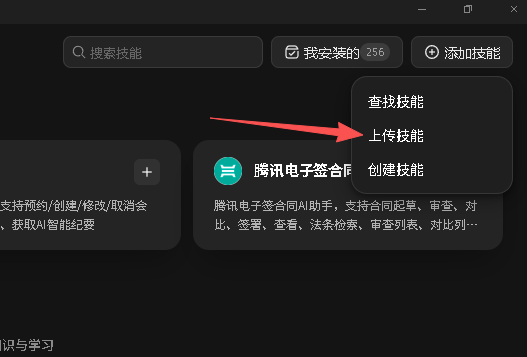 搜索技能
我安装的 256
添加技能
查找技能
上传技能
创建技能
腾讯电子签合同
支持预约/创建/修改/取消会
、获取AI智能纪要
腾讯电子签合同AI助手，支持合同起草、审查、对
比、签署、查看、法条检索、审查列表、对比列…
识与学习